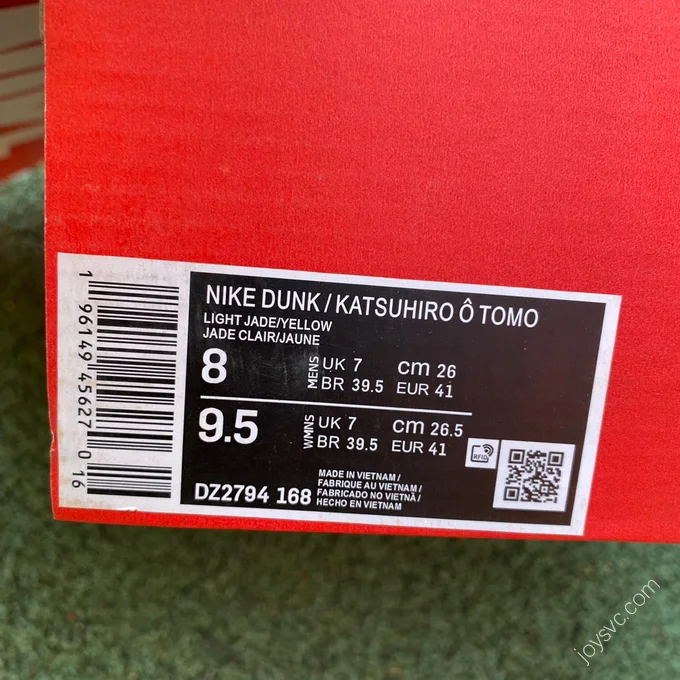 NIKE DUNK / KATSUHIRO Ô TOMO
LIGHT JADE/YELLOW
JADE CLAIR/JAUNE
8 MENS UK 7 cm 26
BR 39.5 EUR 41
9.5 WMNS UK 7 cm 26.5
BR 39.5 EUR 41
RFID
DZ2794 168
MADE IN VIETNAM /
FABRIQUE AU VIETNAM /
FABRICADO NO VIETNÃ /
HECHO EN VIETNAM
1 96149 45627 016
joysvc.com